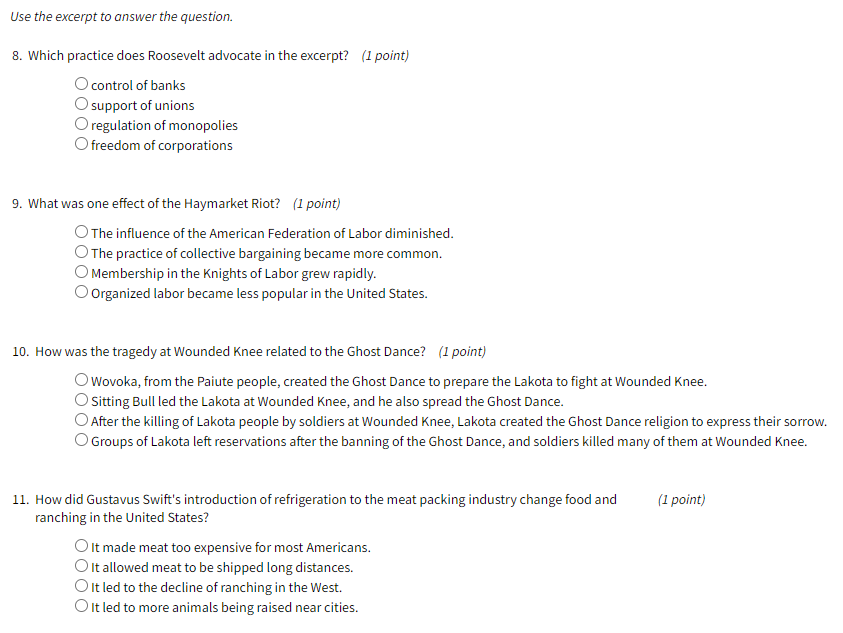 Use the excerpt to answer the question.
8. Which practice does Roosevelt advocate in the excerpt? (1 point)
control of banks
support of unions
regulation of monopolies
freedom of corporations
9. What was one effect of the Haymarket Riot? (1 point)
The influence of the American Federation of Labor diminished.
The practice of collective bargaining became more common.
Membership in the Knights of Labor grew rapidly.
Organized labor became less popular in the United States.
10. How was the tragedy at Wounded Knee related to the Ghost Dance? (1 point)
Wovoka, from the Paiute people, created the Ghost Dance to prepare the Lakota to fight at Wounded Knee.
Sitting Bull led the Lakota at Wounded Knee, and he also spread the Ghost Dance.
After the killing of Lakota people by soldiers at Wounded Knee, Lakota created the Ghost Dance religion to express their sorrow.
Groups of Lakota left reservations after the banning of the Ghost Dance, and soldiers killed many of them at Wounded Knee.
11. How did Gustavus Swift's introduction of refrigeration to the meat packing industry change food and (1 point)
ranching in the United States?
It made meat too expensive for most Americans.
It allowed meat to be shipped long distances.
It led to the decline of ranching in the West.
It led to more animals being raised near cities.